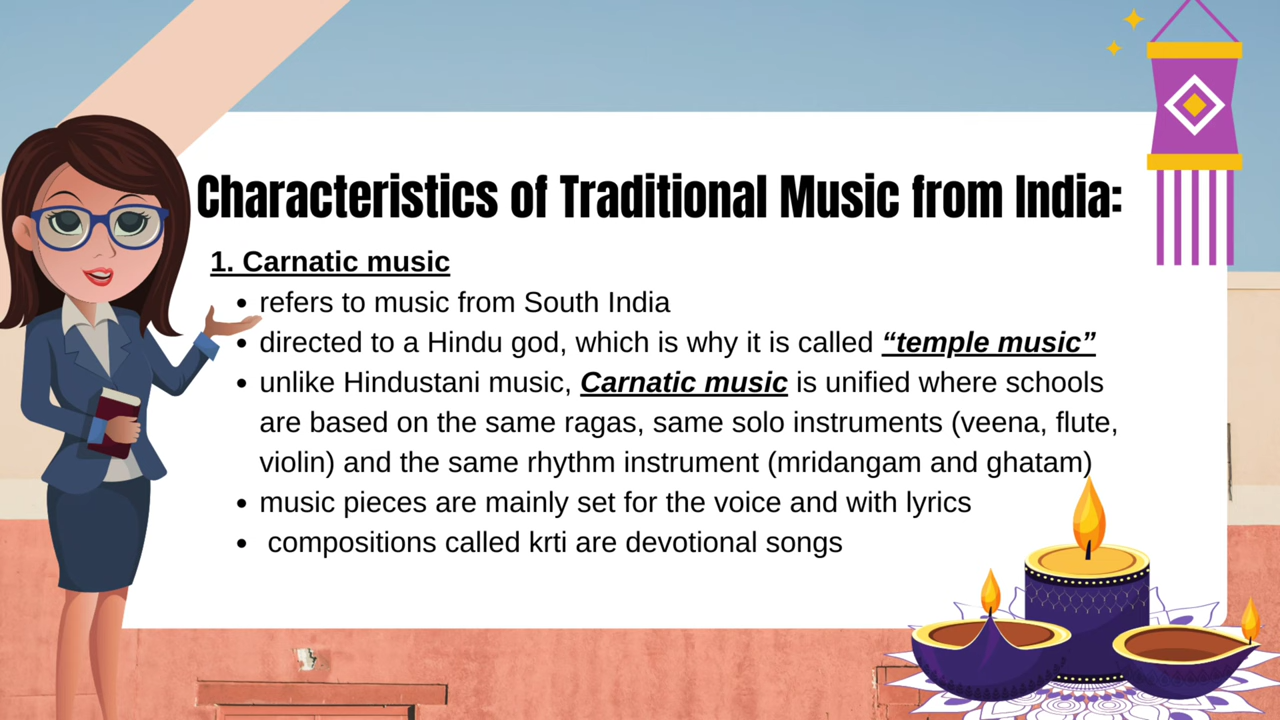 Characteristics of Traditional Music from India:
1. Carnatic music
• refers to music from South India
• directed to a Hindu god, which is why it is called “temple music”
• unlike Hindustani music, Carnatic music is unified where schools
are based on the same ragas, same solo instruments (veena, flute,
violin) and the same rhythm instrument (mridangam and ghatam)
• music pieces are mainly set for the voice and with lyrics
• compositions called krti are devotional songs